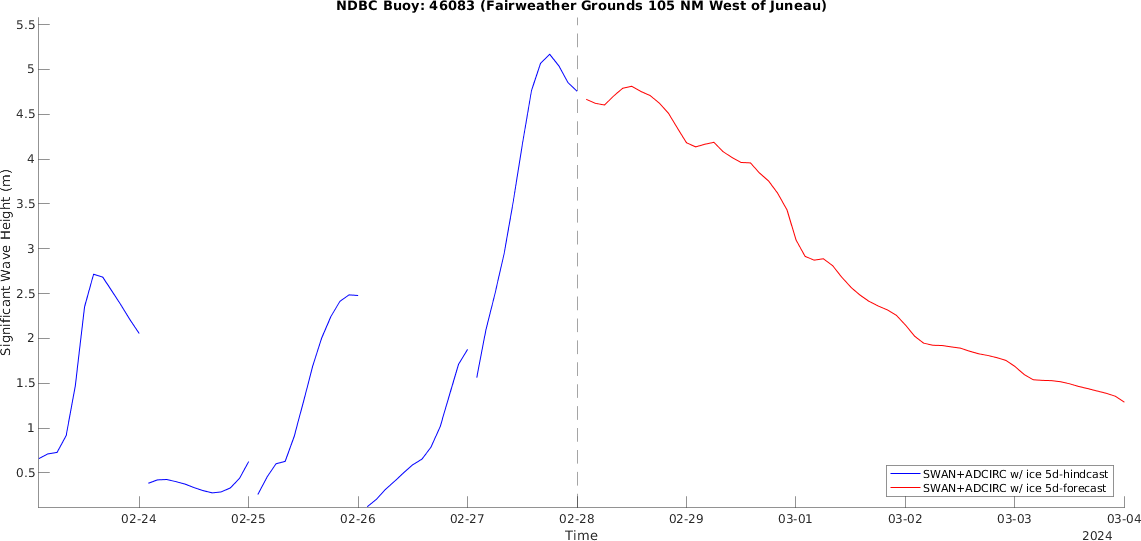 NDBC Buoy: 46083 (Fairweather Grounds 105 NM West of Juneau)
5.5
5
4.5
4
3.5
3
2.5
2
1.5
1
0.5
Significant Wave Height (m)
SWAN+ADCIRC w/ ice 5d-hindcast
SWAN+ADCIRC w/ ice 5d-forecast
02-24 02-25 02-26 02-27 02-28 02-29 03-01 03-02 03-03 03-04
Time
2024